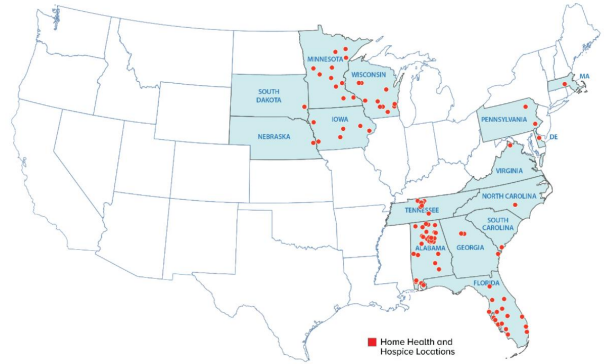 MINNESOTA
WISCONSIN
MA
SOUTH
DAKOTA
IOWA
PENNSYLVANIA
NEBRASKA
DE
VIRGINIA
NORTH CAROLINA
TENNESSEE
SOUTH
CAROLINA
ALABAMA
GEORGIA
FLORIDA
Home Health and
Hospice Locations